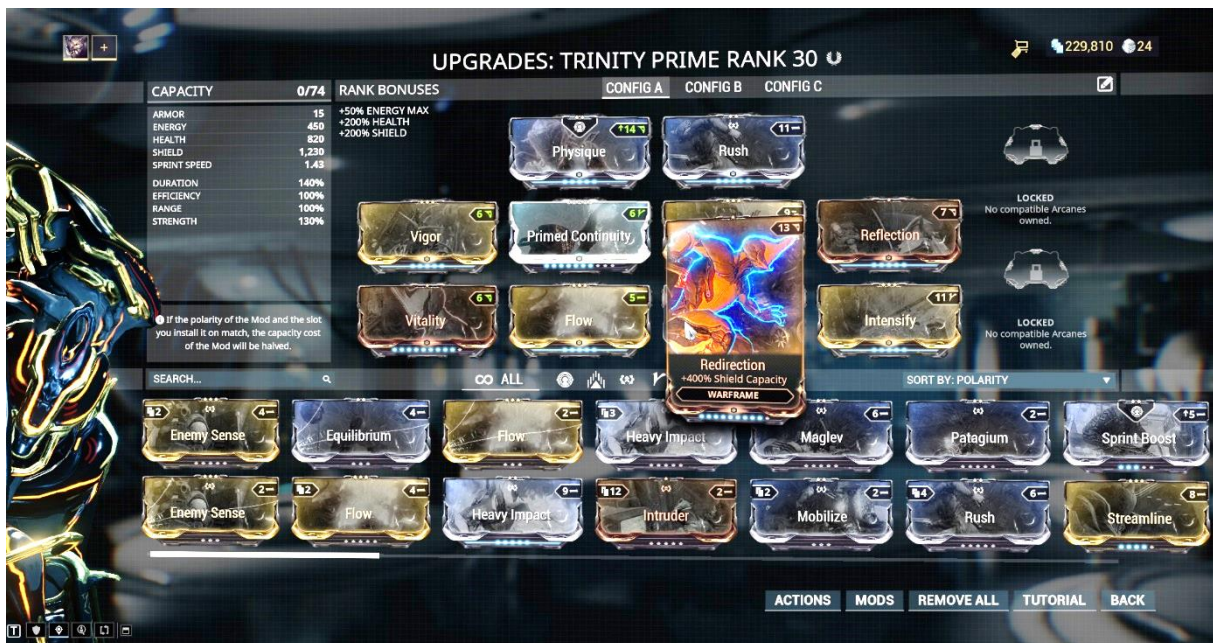 +
229,810 24
UPGRADES: TRINITY PRIME RANK 30
CAPACITY 0/74
RANK BONUSES
CONFIG A CONFIG B CONFIG C
+50% ENERGY MAX
+200% HEALTH
+200% SHIELD
ARMOR 15
ENERGY 450
HEALTH 820
SHIELD 1,230
SPRINT SPEED 1.43
DURATION 140%
EFFICIENCY 100%
RANGE 100%
STRENGTH 130%
If the polarity of the Mod and the slot
you install it on match, the capacity cost
of the Mod will be halved.
14
Physique
11
Rush
6
Vigor
6
Primed Continuity
9
7
Reflection
6
Vitality
5
Flow
13
Redirection
+400% Shield Capacity
WARFRAME
11
Intensify
LOCKED
No compatible Arcanes
owned.
LOCKED
No compatible Arcanes
owned.
SEARCH...
ALL
SORT BY: POLARITY
2 4
Enemy Sense
4
Equilibrium
2
Flow
3
Heavy Impact
6
Maglev
2
Patagium
5
Sprint Boost
2
Enemy Sense
2 4
Flow
9
Heavy Impact
12 2
Intruder
2 2
Mobilize
4 6
Rush
8
Streamline
ACTIONS MODS REMOVE ALL TUTORIAL BACK
T